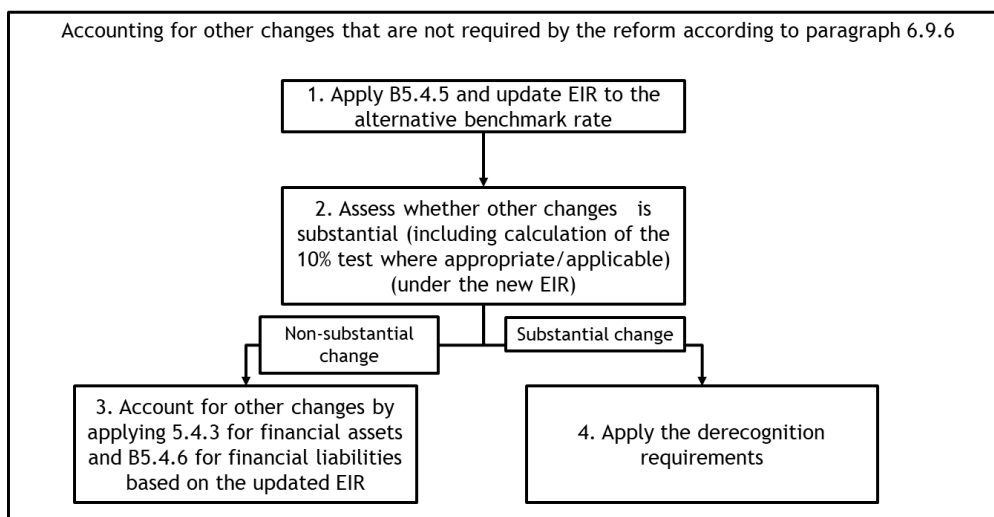 Accounting for other changes that are not required by the reform according to paragraph 6.9.6
1. Apply B5.4.5 and update EIR to the
alternative benchmark rate
2. Assess whether other changes is
substantial (including calculation of the
10% test where appropriate/applicable)
(under the new EIR)
Non-substantial
change
Substantial change
3. Account for other changes by
applying 5.4.3 for financial assets
and B5.4.6 for financial liabilities
based on the updated EIR
4. Apply the derecognition
requirements